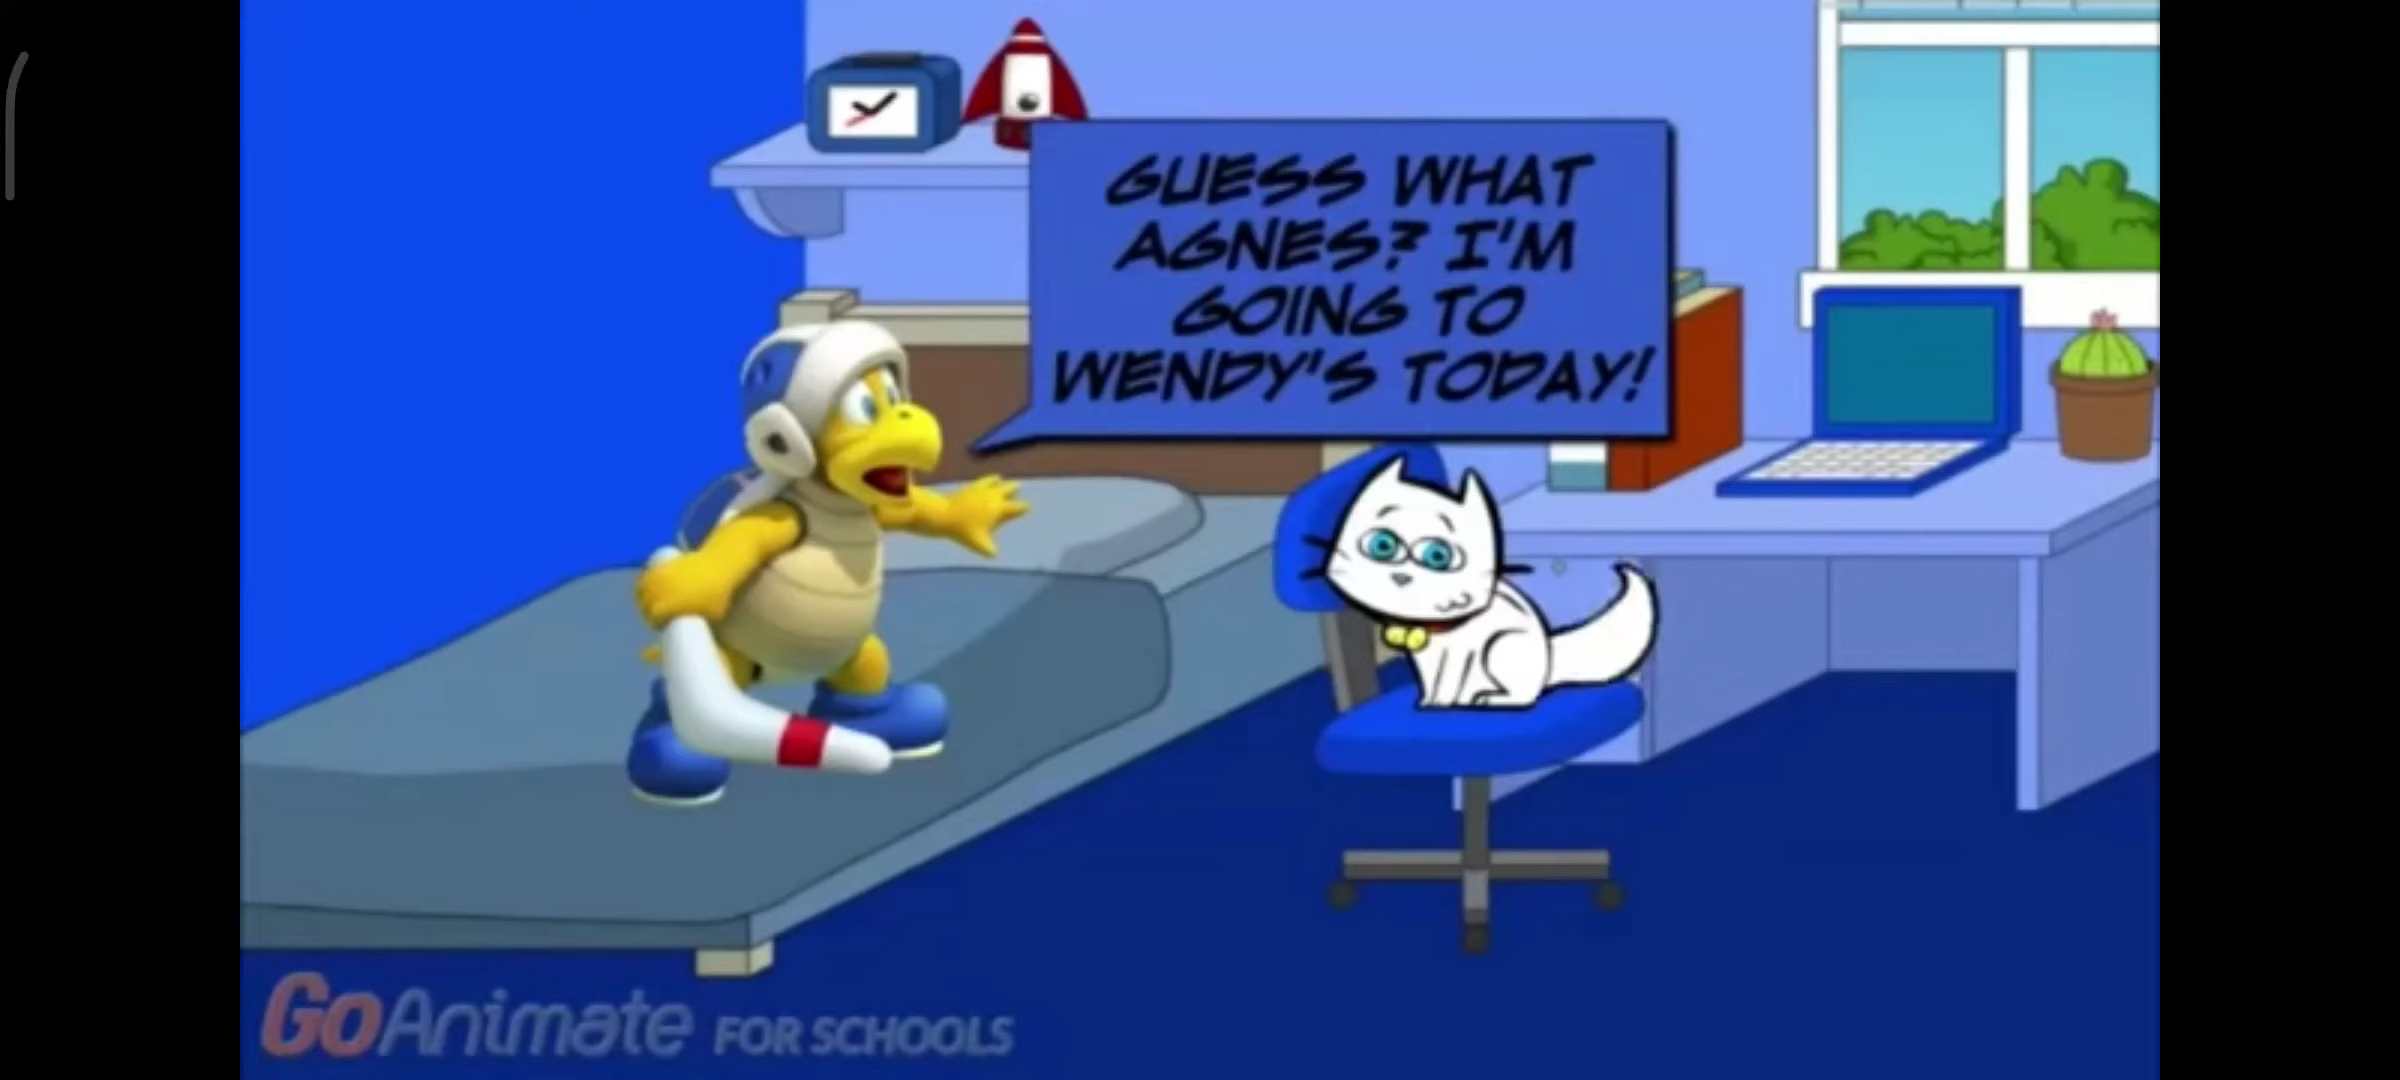 GUESS WHAT
AGNES? I'M
GOING TO
WENDY'S TODAY!
GoAnimate FOR SCHOOLS